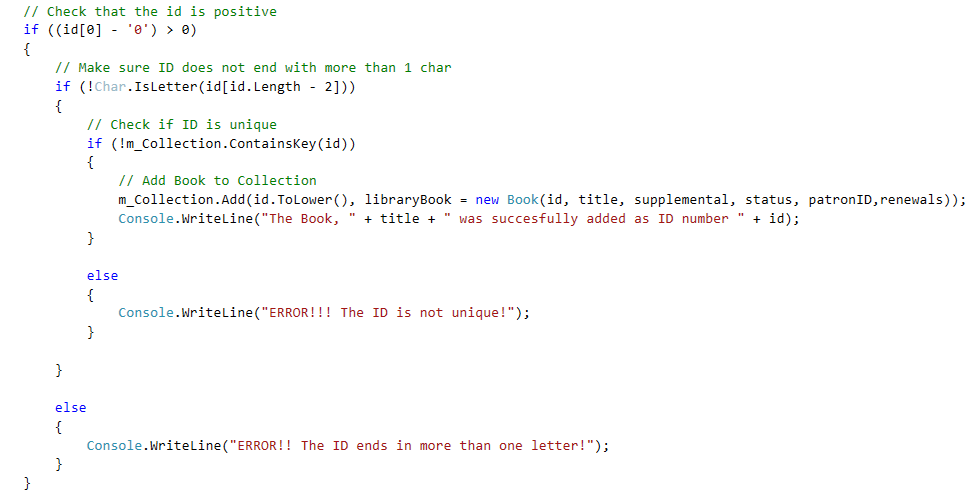 // Check that the id is positive
if ((id[0] - '0') > 0)
{
// Make sure ID does not end with more than 1 char
if (!Char.IsLetter(id[id.Length - 2]))
{
// Check if ID is unique
if (!m_Collection.ContainsKey(id))
{
// Add Book to Collection
m_Collection.Add(id.ToLower(), libraryBook = new Book(id, title, supplemental, status, patronID,renewals));
Console.WriteLine("The Book, " + title + " was succesfully added as ID number " + id);
}
else
{
Console.WriteLine("ERROR!!! The ID is not unique!");
}
}
else
{
Console.WriteLine("ERROR!! The ID ends in more than one letter!");
}
}